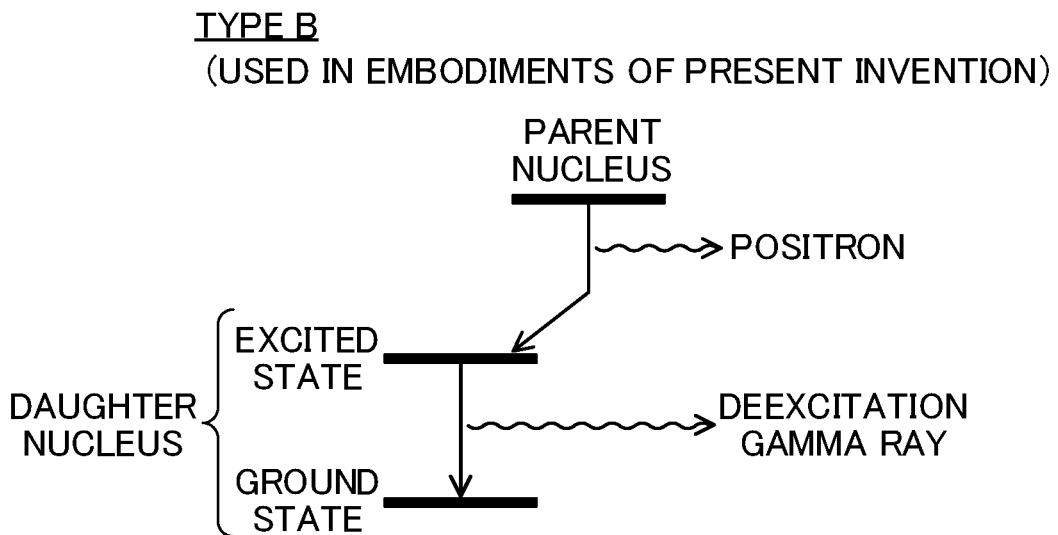 TYPE B
(USED IN EMBODIMENTS OF PRESENT INVENTION)
PARENT
NUCLEUS
POSITRON
EXCITED
STATE
DAUGHTER
NUCLEUS
DEEXCITATION
GAMMA RAY
GROUND
STATE